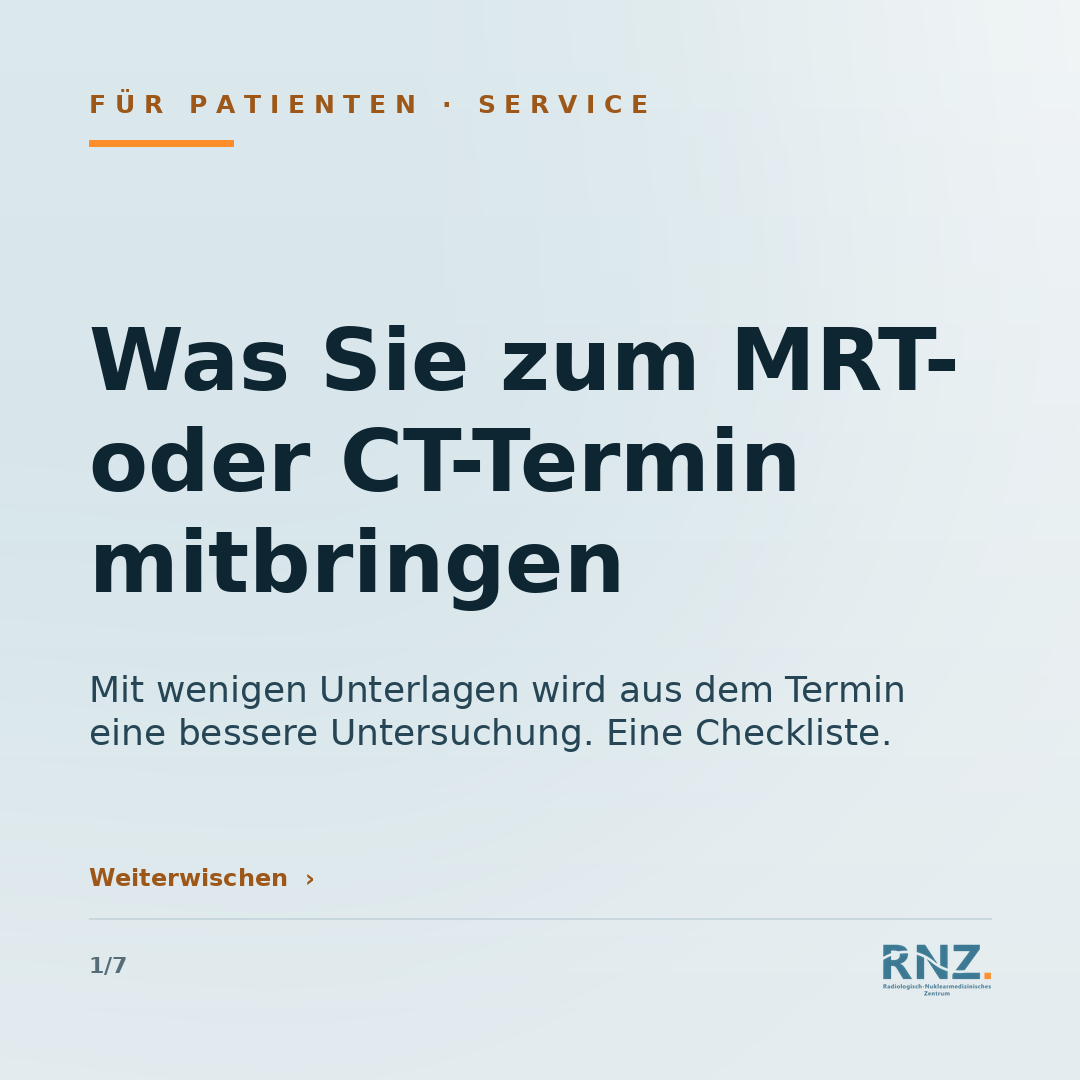 FÜR PATIENTEN · SERVICE
Was Sie zum MRT-
oder CT-Termin
mitbringen
Mit wenigen Unterlagen wird aus dem Termin
eine bessere Untersuchung. Eine Checkliste.
Weiterwischen ›
1/7
RNZ.
Radiologisch-Nuklearmedizinisches
Zentrum